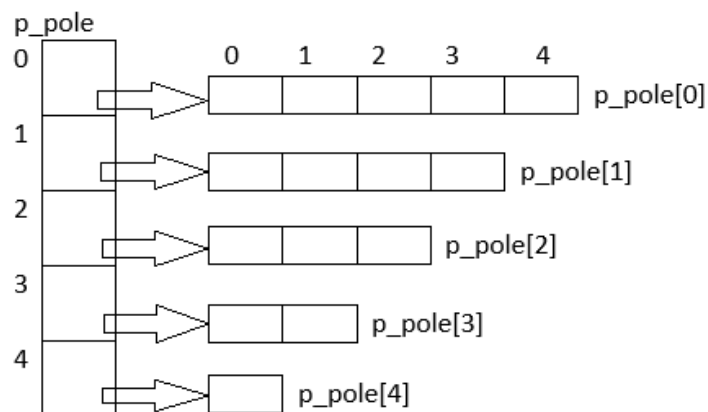 p_pole
0 0 1 2 3 4
p_pole[0]
1
p_pole[1]
2
p_pole[2]
3
p_pole[3]
4
p_pole[4]